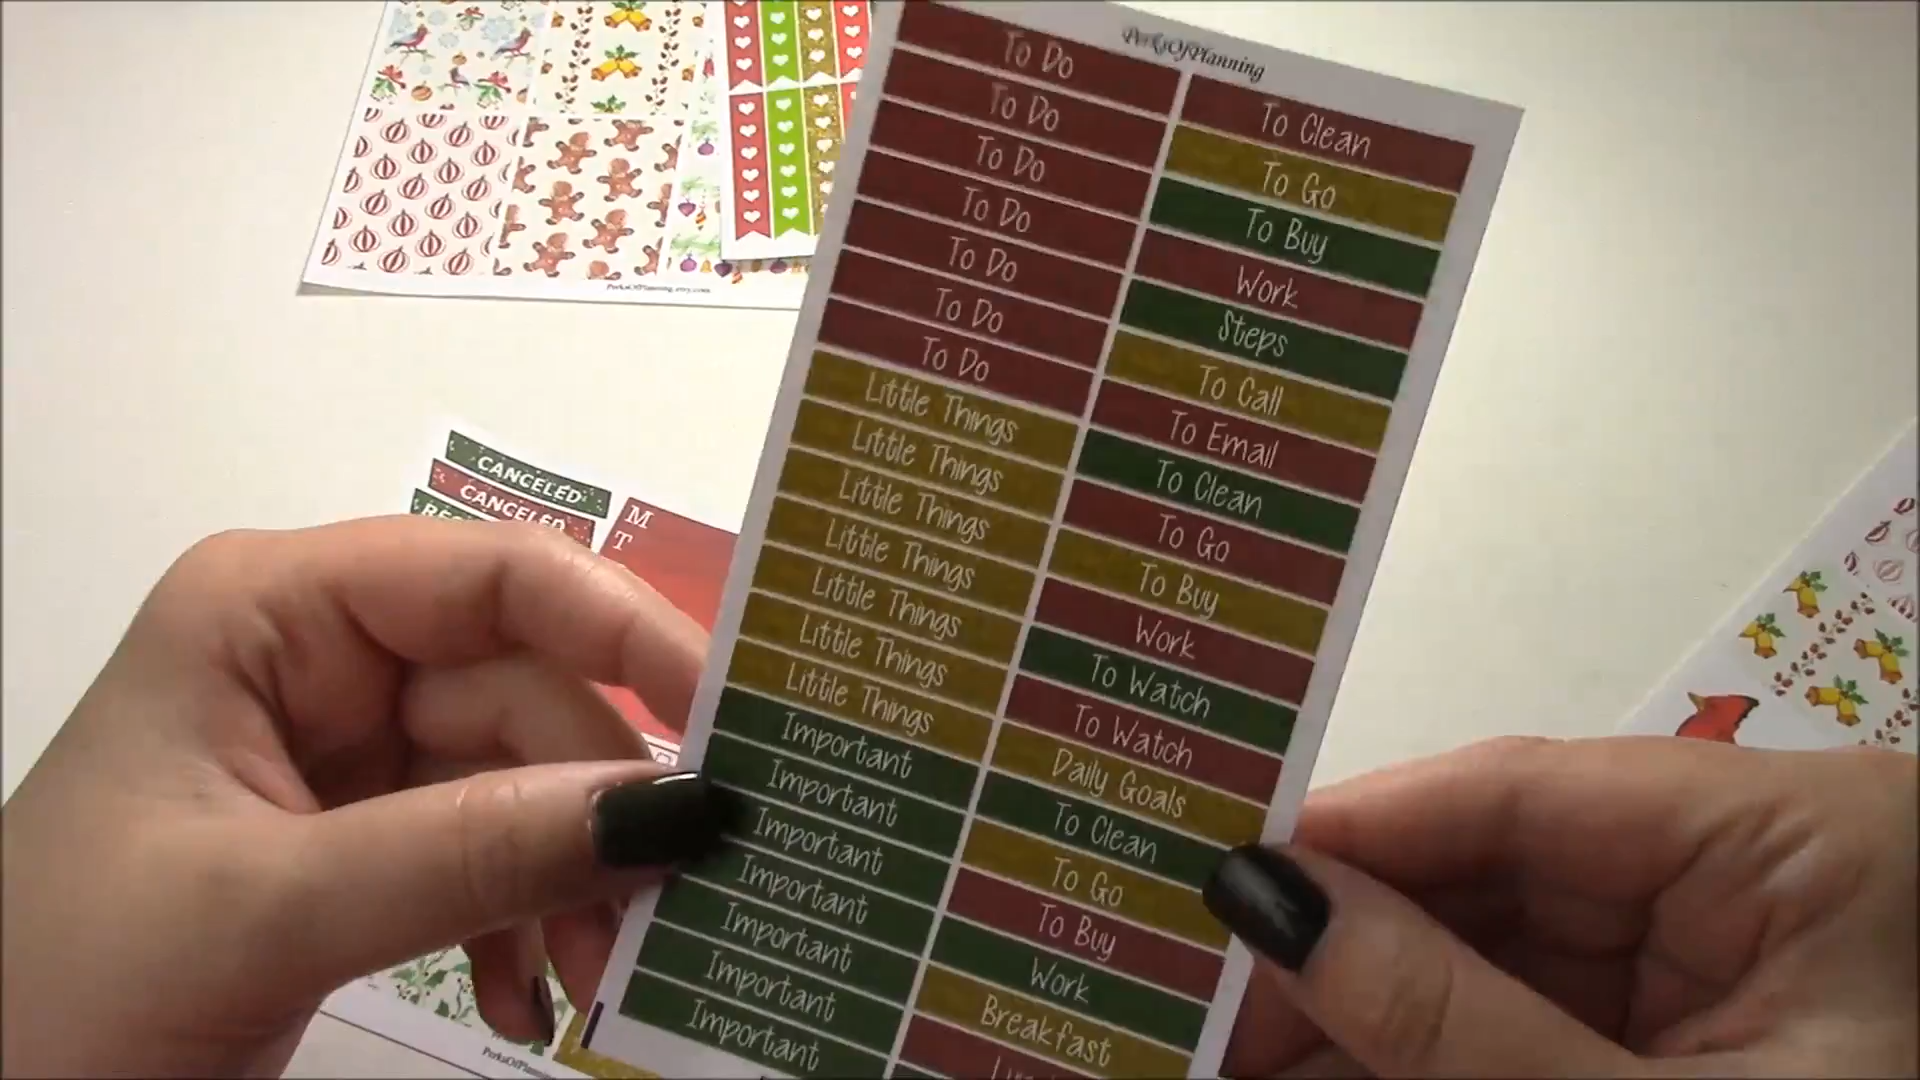 PerksOfPlanning
To Do
To Do
To Do
To Do
To Do
To Do
To Do
Little Things
Little Things
Little Things
Little Things
Little Things
Little Things
Little Things
Important
Important
Important
Important
Important
Important
Important
To Clean
To Go
To Buy
Work
Steps
To Call
To Email
To Clean
To Go
To Buy
Work
To Watch
To Watch
Daily Goals
To Clean
To Go
To Buy
Work
Breakfast
PerksOfPlanning.etsy.com
CANCELED
CANCELED
M
T
PerksOfPlanning